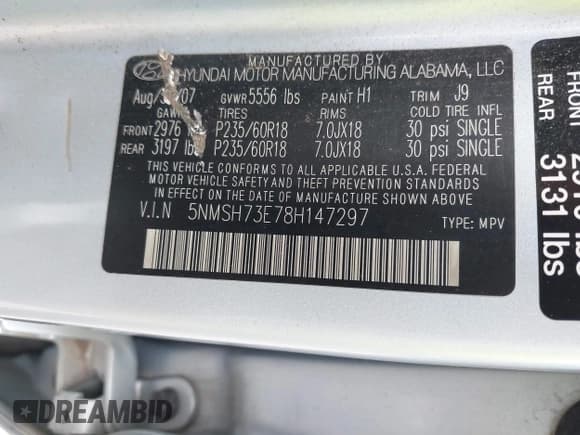 MANUFACTURED BY
HYUNDAI MOTOR MANUFACTURING ALABAMA, LLC
Aug/ /07 GVWR 5556 lbs PAINT H1 TRIM J9
TIRES RIMS COLD TIRE INFL
FRONT 2976 P235/60R18 7.0JX18 30 psi SINGLE
REAR 3197 lbs P235/60R18 7.0JX18 30 psi SINGLE
THIS VEHICLE CONFORMS TO ALL APPLICABLE U.S.A. FEDERAL
MOTOR VEHICLE SAFETY AND THEFT PREVENTION STANDARDS
IN EFFECT ON THE DATE OF MANUFACTURE SHOWN ABOVE
V.I.N 5NMSH73E78H147297 TYPE: MPV
FRONT
REAR 3131 lbs
DREAMBID